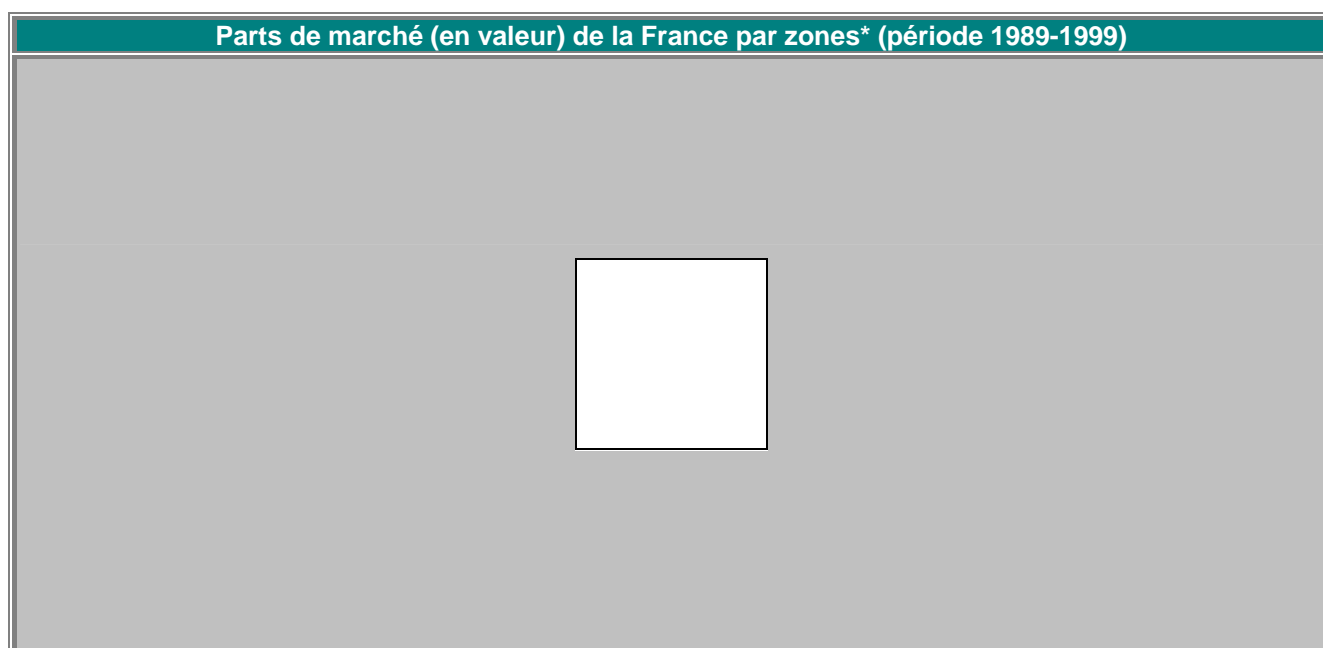 Parts de marché (en valeur) de la France par zones* (période 1989-1999)